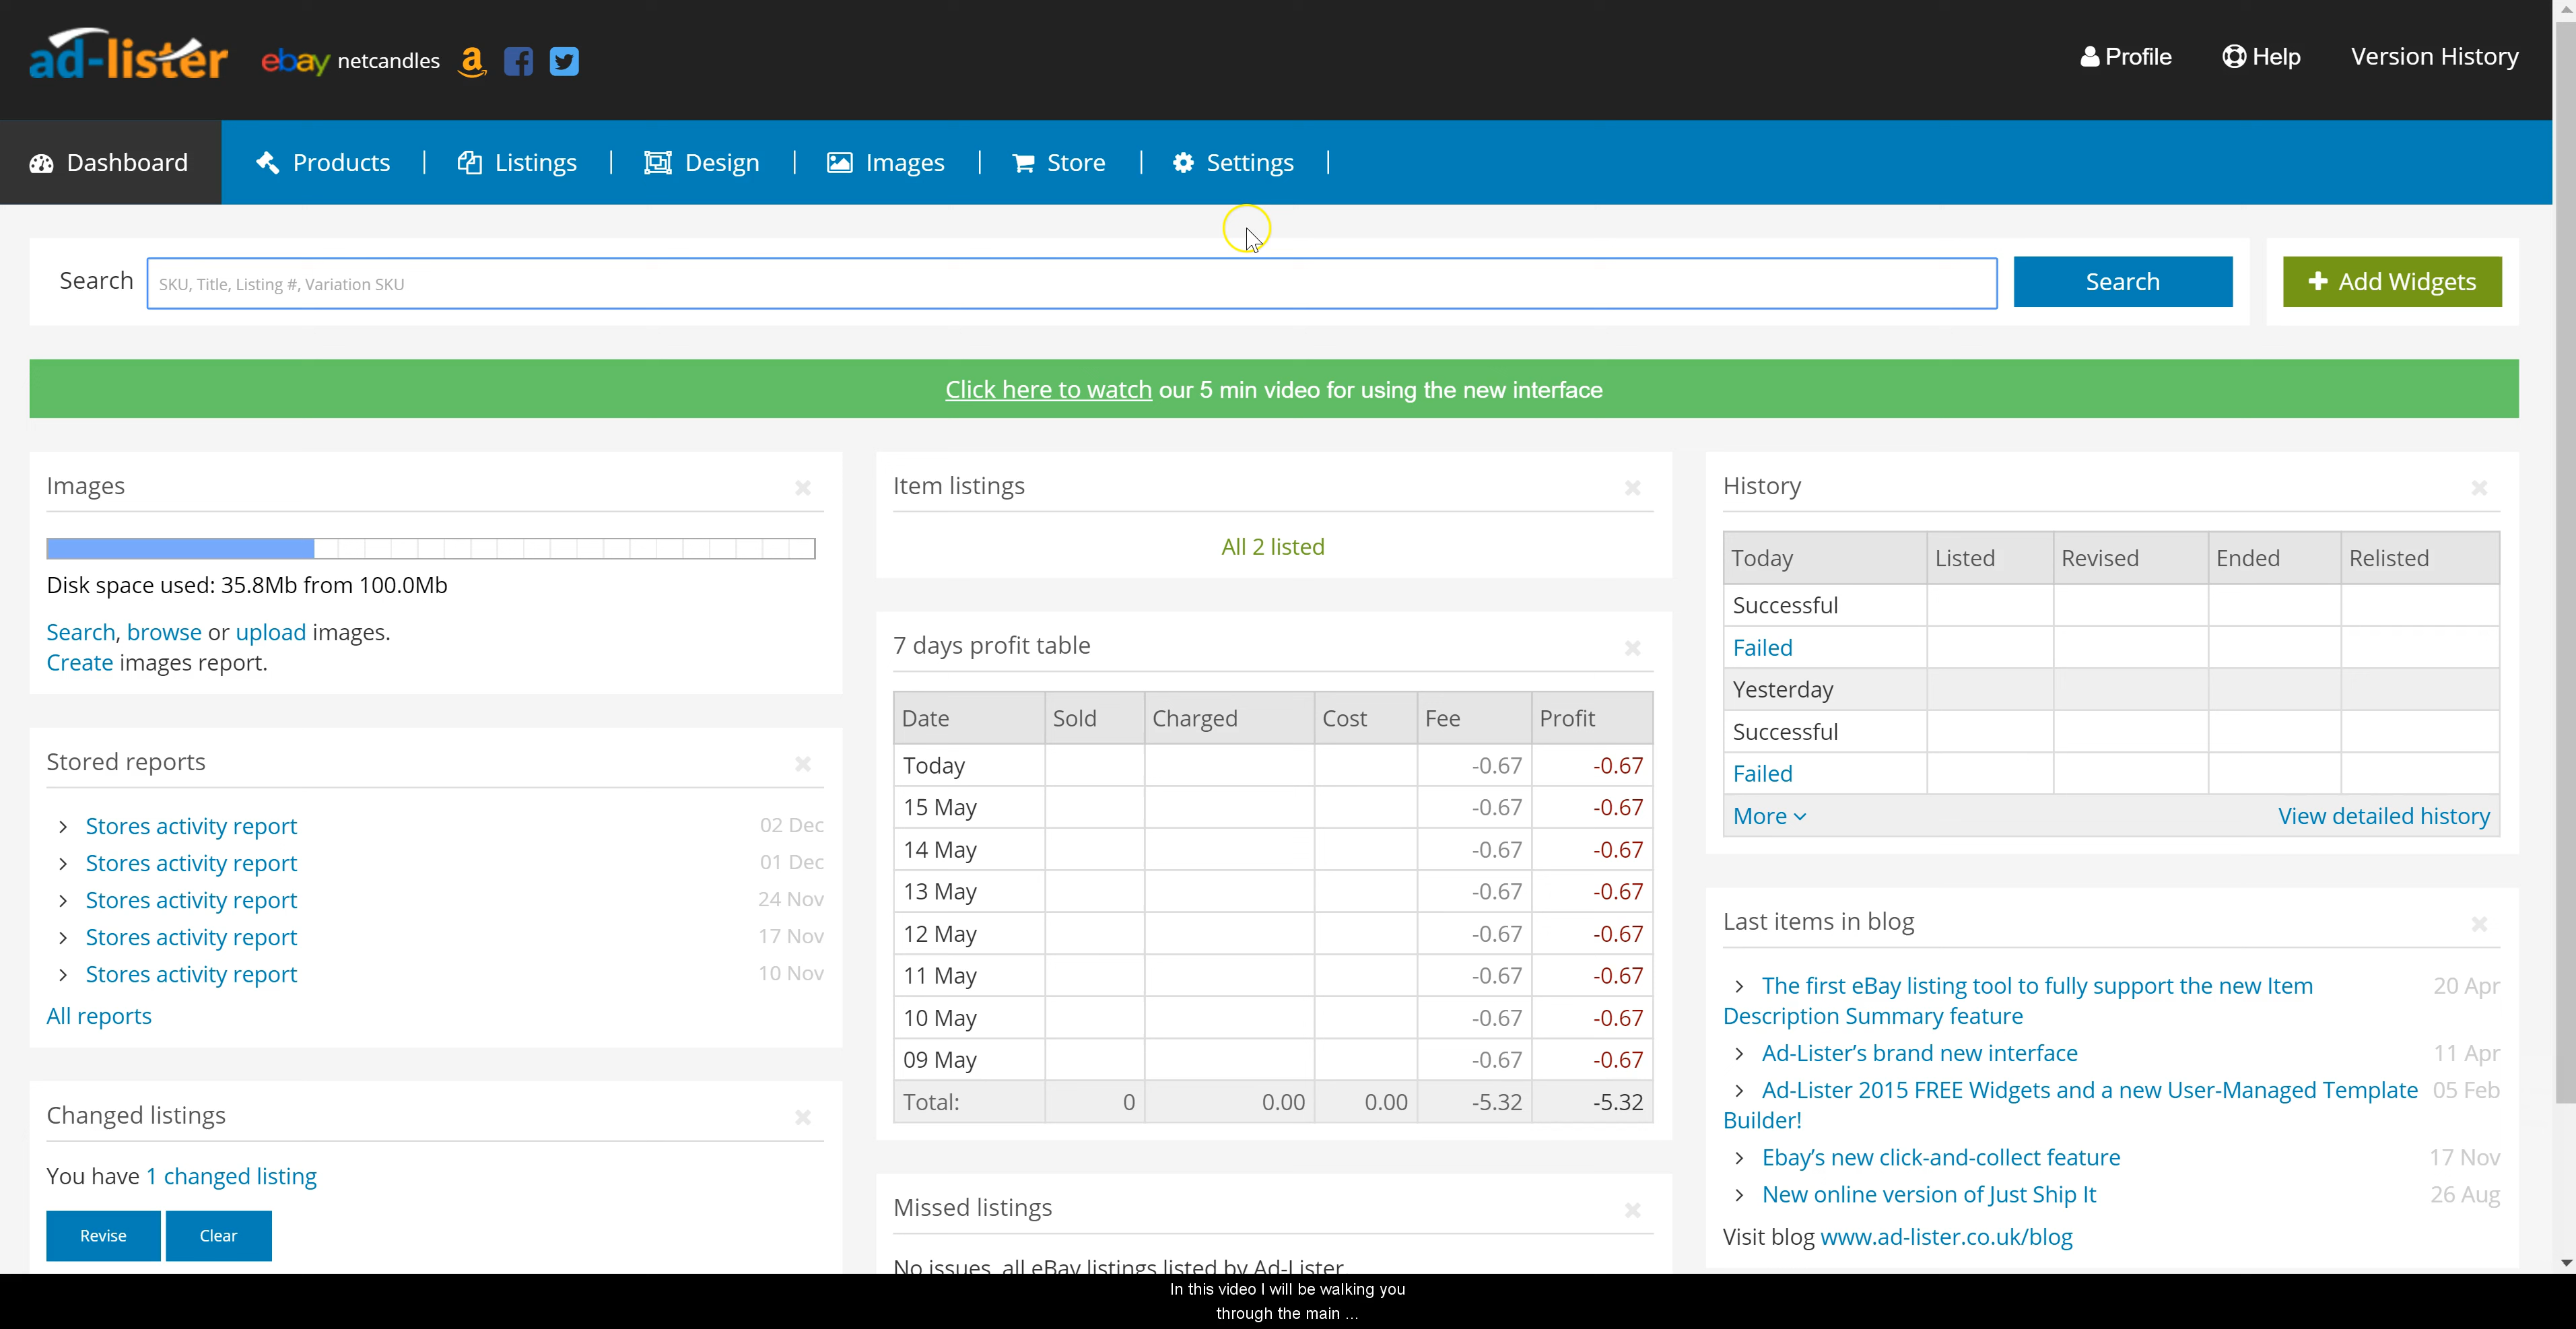 ad-lister
ebay netcandles
Profile
Help
Version History
Dashboard
Products
Listings
Design
Images
Store
Settings
Search
SKU, Title, Listing #, Variation SKU
Search
Add Widgets
Click here to watch our 5 min video for using the new interface
Images
Disk space used: 35.8Mb from 100.0Mb
Search, browse or upload images.
Create images report.
Stored reports
Stores activity report 02 Dec
Stores activity report 01 Dec
Stores activity report 24 Nov
Stores activity report 17 Nov
Stores activity report 10 Nov
All reports
Changed listings
You have 1 changed listing
Revise
Clear
Item listings
All 2 listed
7 days profit table
Date Sold Charged Cost Fee Profit
Today -0.67 -0.67
15 May -0.67 -0.67
14 May -0.67 -0.67
13 May -0.67 -0.67
12 May -0.67 -0.67
11 May -0.67 -0.67
10 May -0.67 -0.67
09 May -0.67 -0.67
Total: 0 0.00 0.00 -5.32 -5.32
Missed listings
No issues, all eBay listings listed by Ad-Lister
History
Today Listed Revised Ended Relisted
Successful
Failed
Yesterday
Successful
Failed
More View detailed history
Last items in blog
The first eBay listing tool to fully support the new Item 20 Apr
Description Summary feature
Ad-Lister's brand new interface 11 Apr
Ad-Lister 2015 FREE Widgets and a new User-Managed Template 05 Feb
Builder!
Ebay's new click-and-collect feature 17 Nov
New online version of Just Ship It 26 Aug
Visit blog www.ad-lister.co.uk/blog
In this video I will be walking you
through the main ...